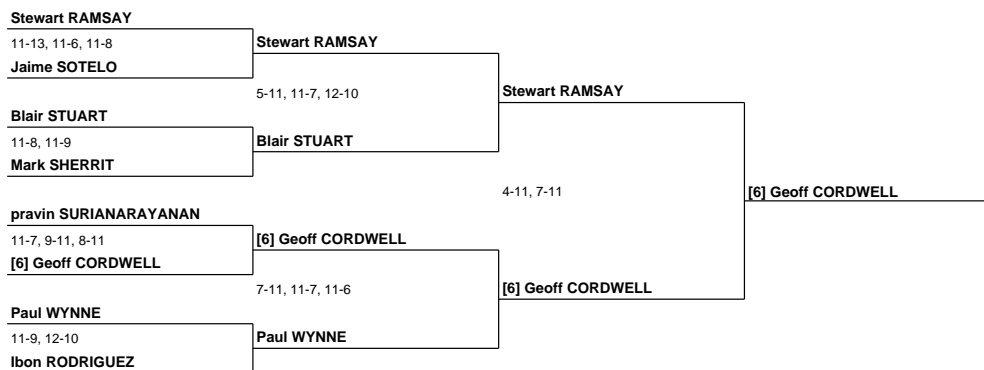 Stewart RAMSAY
11-13, 11-6, 11-8
Jaime SOTELO
Stewart RAMSAY
5-11, 11-7, 12-10
Blair STUART
11-8, 11-9
Mark SHERRIT
Blair STUART
Stewart RAMSAY
4-11, 7-11
pravin SURIANARAYANAN
11-7, 9-11, 8-11
[6] Geoff CORDWELL
[6] Geoff CORDWELL
7-11, 11-7, 11-6
Paul WYNNE
11-9, 12-10
Ibon RODRIGUEZ
Paul WYNNE
[6] Geoff CORDWELL
[6] Geoff CORDWELL